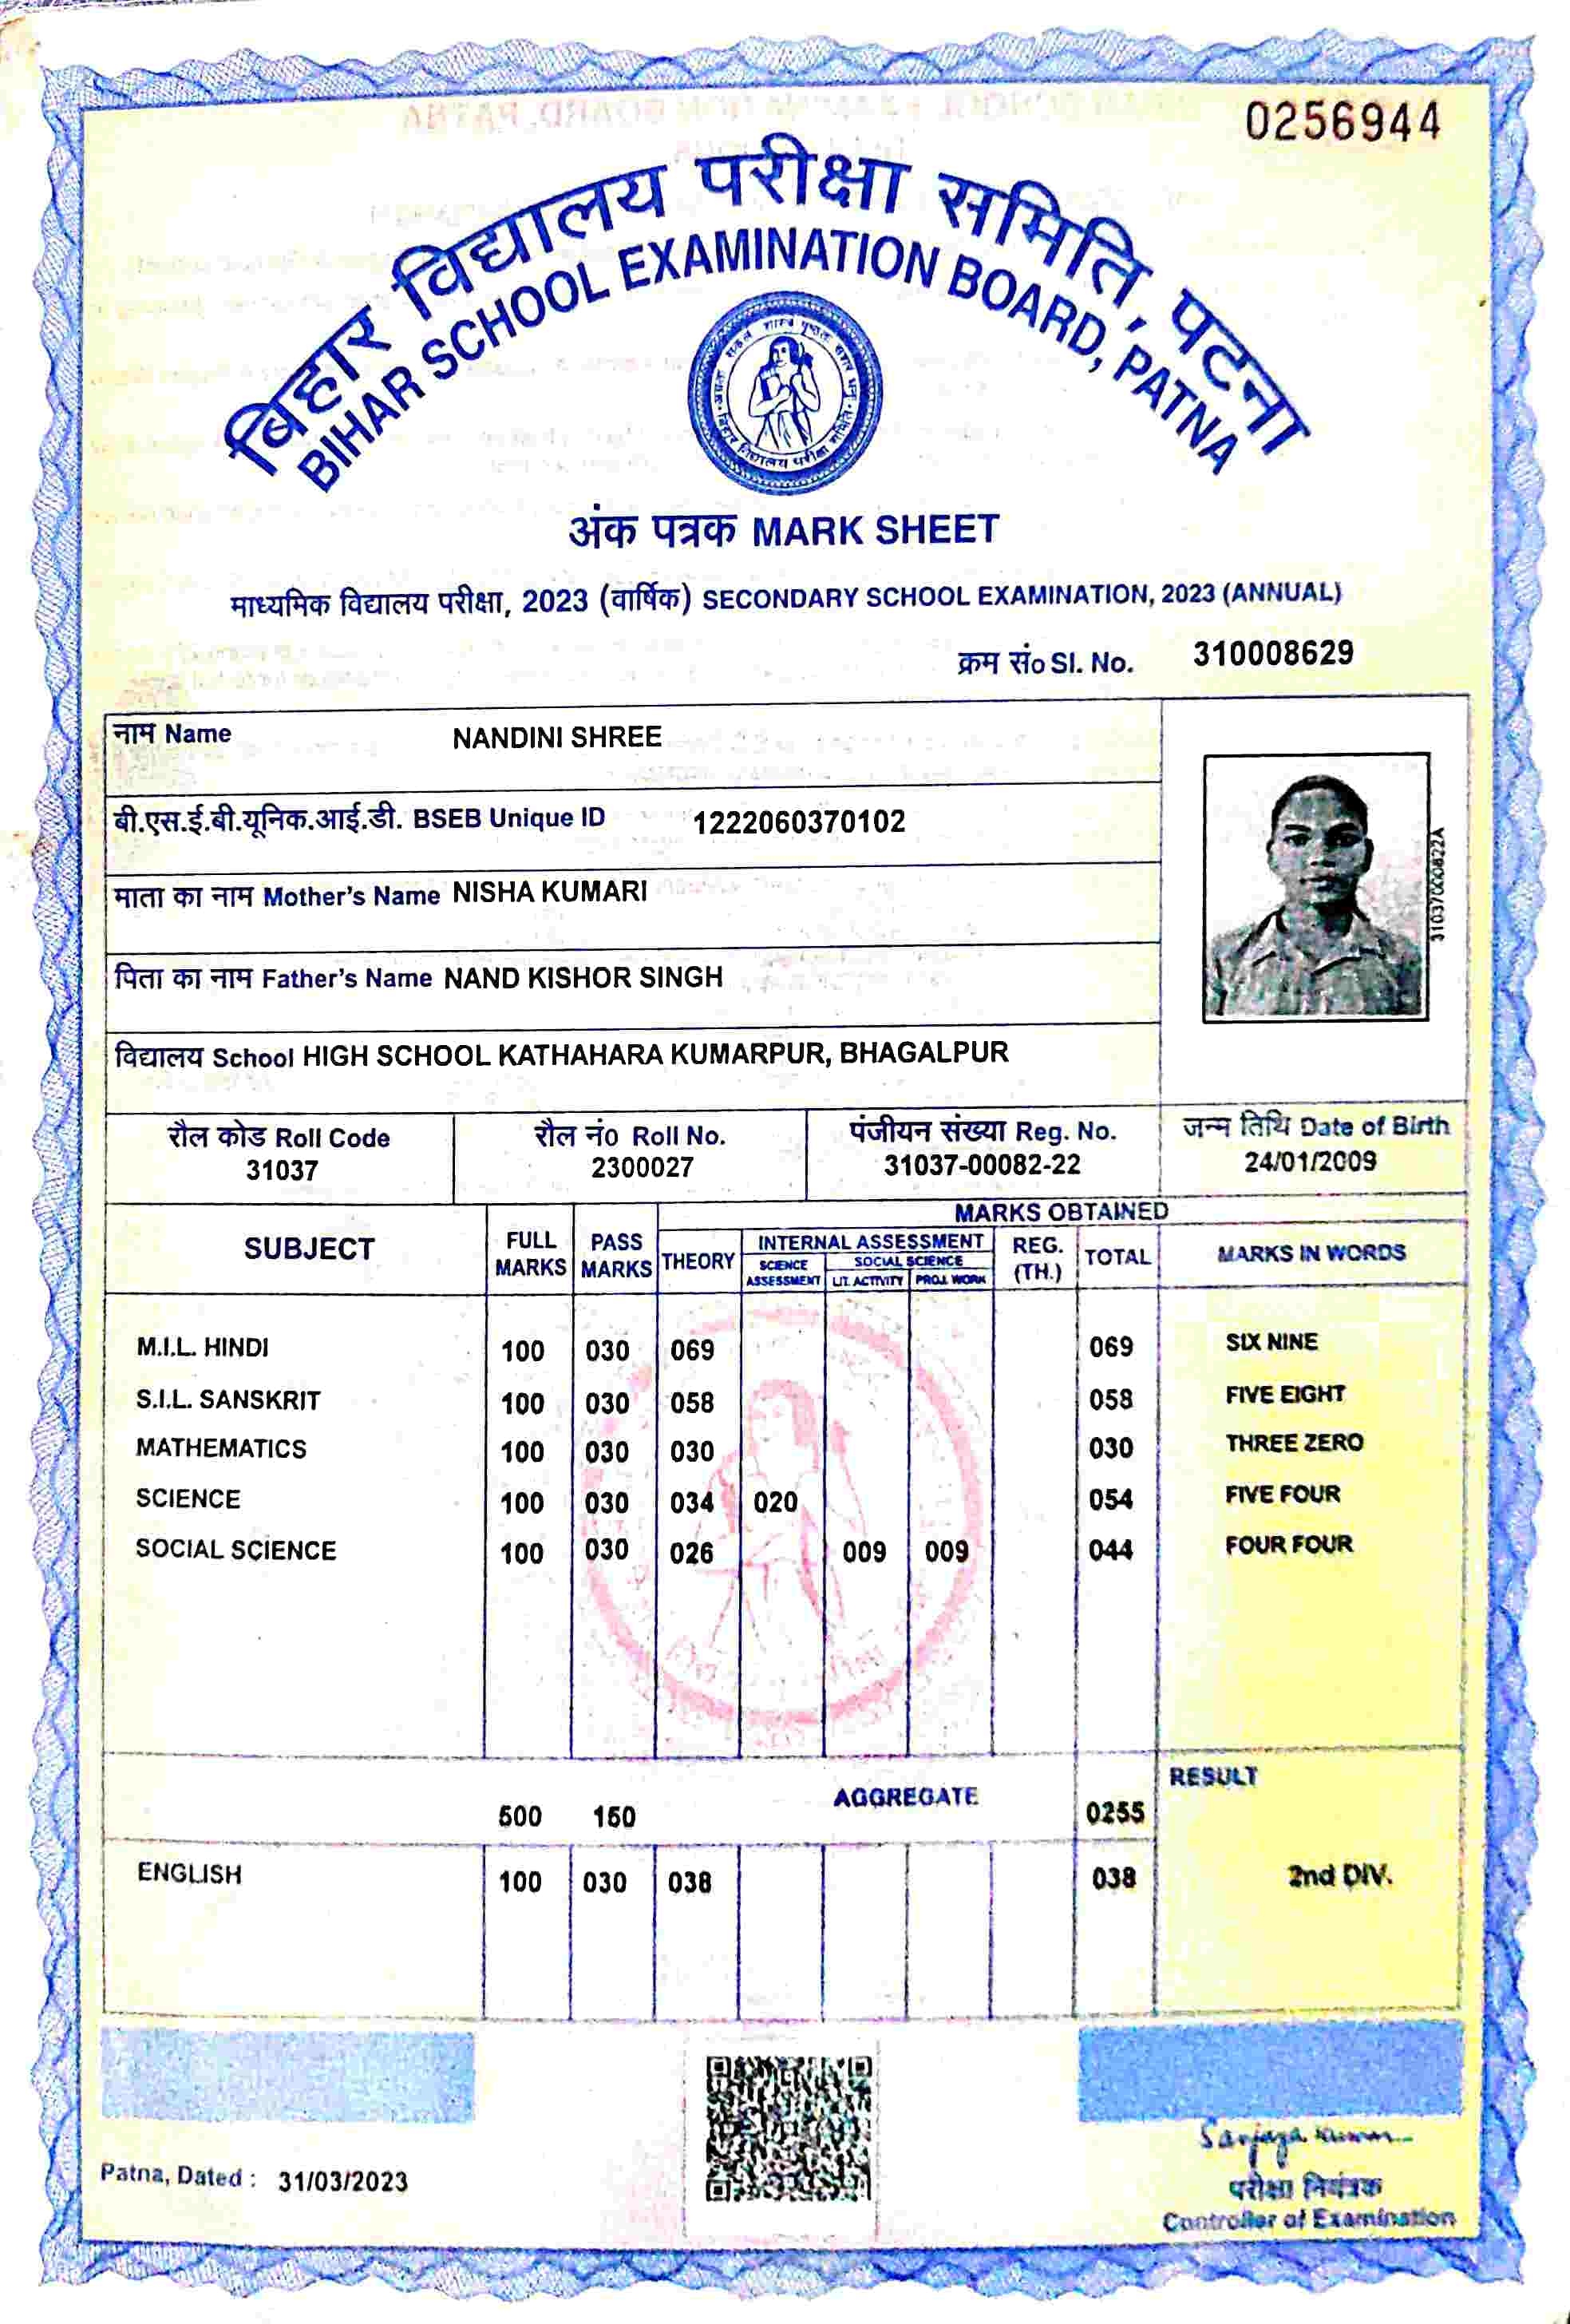 0256944
बिहार विद्यालय परीक्षा समिति, पटना
BIHAR SCHOOL EXAMINATION BOARD, PATNA
बिहार विद्यालय परीक्षा समिति
अंक पत्रक MARK SHEET
माध्यमिक विद्यालय परीक्षा, 2023 (वार्षिक) SECONDARY SCHOOL EXAMINATION, 2023 (ANNUAL)
क्रम सं० Sl. No. 310008629
नाम Name NANDINI SHREE
बी.एस.ई.बी.यूनिक.आई.डी. BSEB Unique ID 1222060370102
माता का नाम Mother's Name NISHA KUMARI
पिता का नाम Father's Name NAND KISHOR SINGH
विद्यालय School HIGH SCHOOL KATHAHARA KUMARPUR, BHAGALPUR
310370000822A
रौल कोड Roll Code रौल नं० Roll No. पंजीयन संख्या Reg. No. जन्म तिथि Date of Birth
31037 2300027 31037-00082-22 24/01/2009
MARKS OBTAINED
SUBJECT FULL MARKS PASS MARKS THEORY INTERNAL ASSESSMENT REG. (TH.) TOTAL MARKS IN WORDS
SCIENCE ASSESSMENT SOCIAL SCIENCE
LIT. ACTIVITY PROJ. WORK
M.I.L. HINDI 100 030 069 069 SIX NINE
S.I.L. SANSKRIT 100 030 058 058 FIVE EIGHT
MATHEMATICS 100 030 030 030 THREE ZERO
SCIENCE 100 030 034 020 054 FIVE FOUR
SOCIAL SCIENCE 100 030 026 009 009 044 FOUR FOUR
500 150 AGGREGATE 0255 RESULT
ENGLISH 100 030 038 038 2nd DIV.
Sanjaya Kumar
Patna, Dated : 31/03/2023
परीक्षा नियंत्रक
Controller of Examination